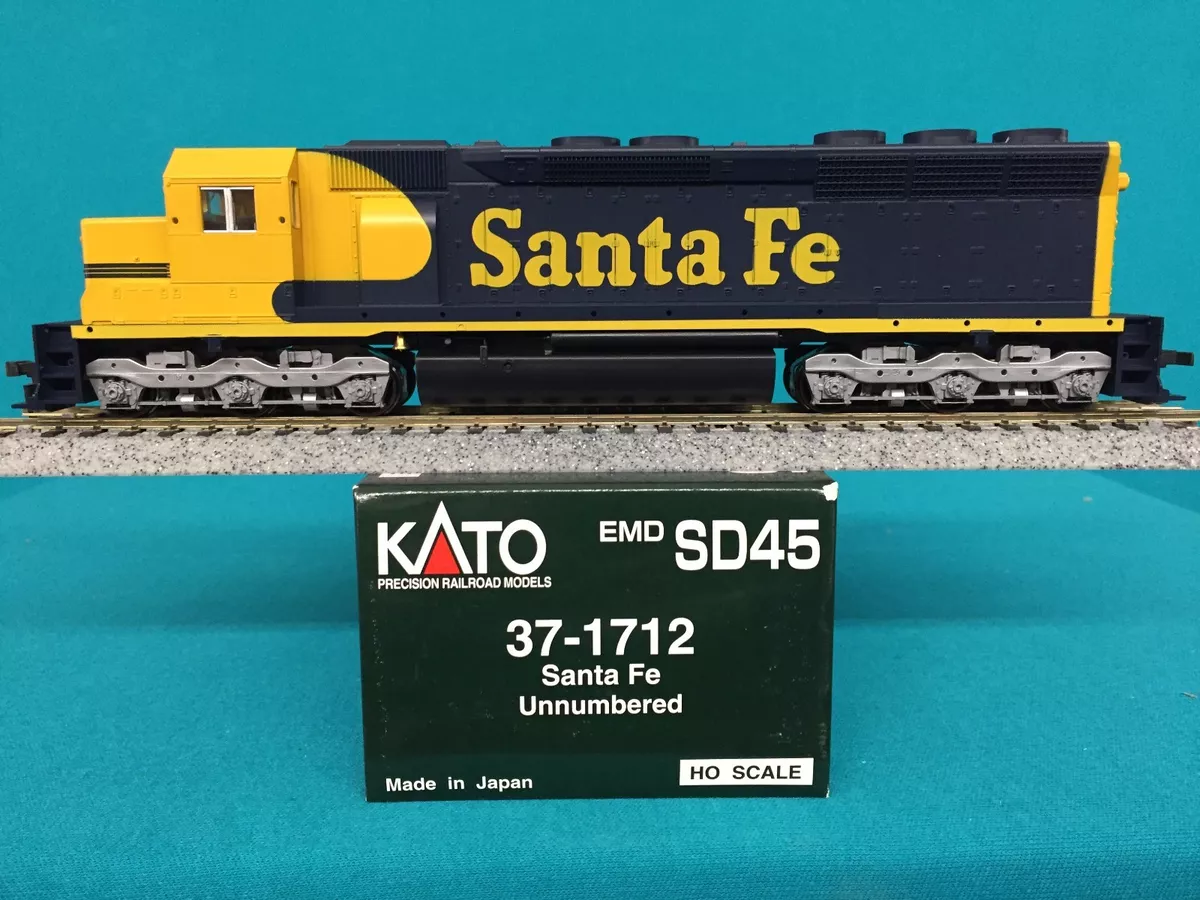 Santa Fe
KATO
PRECISION RAILROAD MODELS
EMD SD45
37-1712
Santa Fe
Unnumbered
Made in Japan
HO SCALE